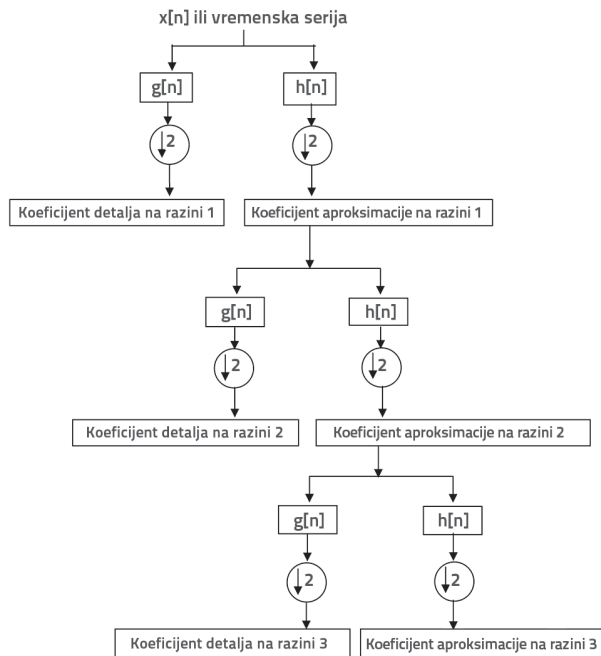 x[n] ili vremenska serija
g[n] h[n]
2 2
Koeficijent detalja na razini 1 Koeficijent aproksimacije na razini 1
g[n] h[n]
2 2
Koeficijent detalja na razini 2 Koeficijent aproksimacije na razini 2
g[n] h[n]
2 2
Koeficijent detalja na razini 3 Koeficijent aproksimacije na razini 3